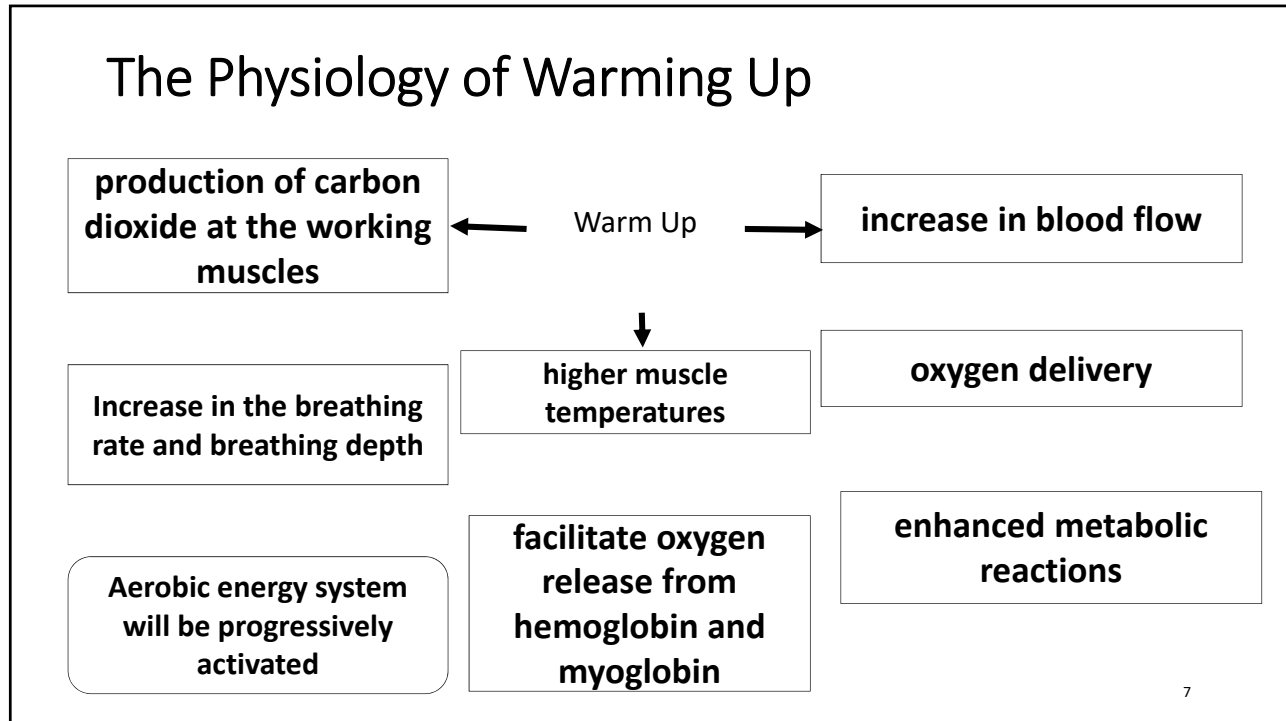 The Physiology of Warming Up
production of carbon
dioxide at the working
muscles
Warm Up
increase in blood flow
Increase in the breathing
rate and breathing depth
higher muscle
temperatures
oxygen delivery
Aerobic energy system
will be progressively
activated
facilitate oxygen
release from
hemoglobin and
myoglobin
enhanced metabolic
reactions
7